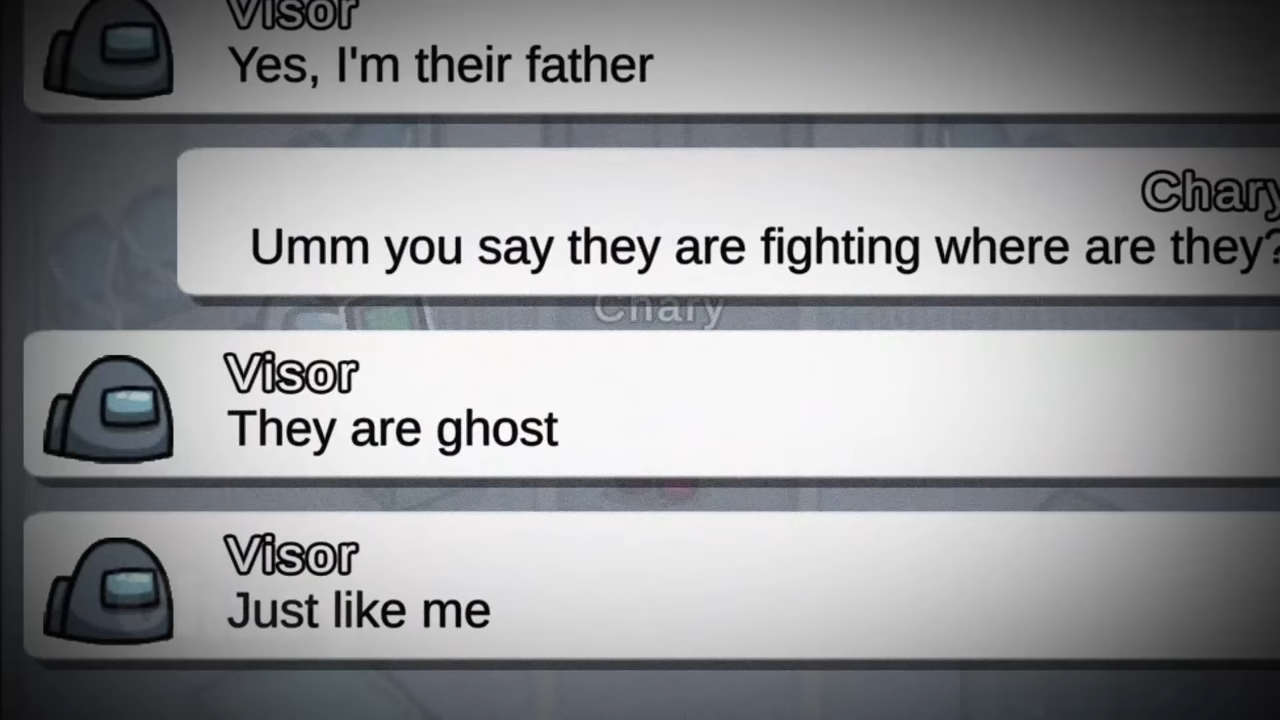 Visor
Yes, I'm their father
Chary
Umm you say they are fighting where are they?
Chary
Visor
They are ghost
Visor
Just like me